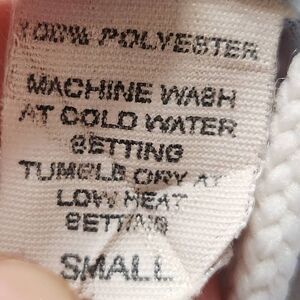 100% POLYESTER
MACHINE WASH
AT COLD WATER
SETTING
TUMBLE DRY AT
LOW HEAT
SETTING
SMALL